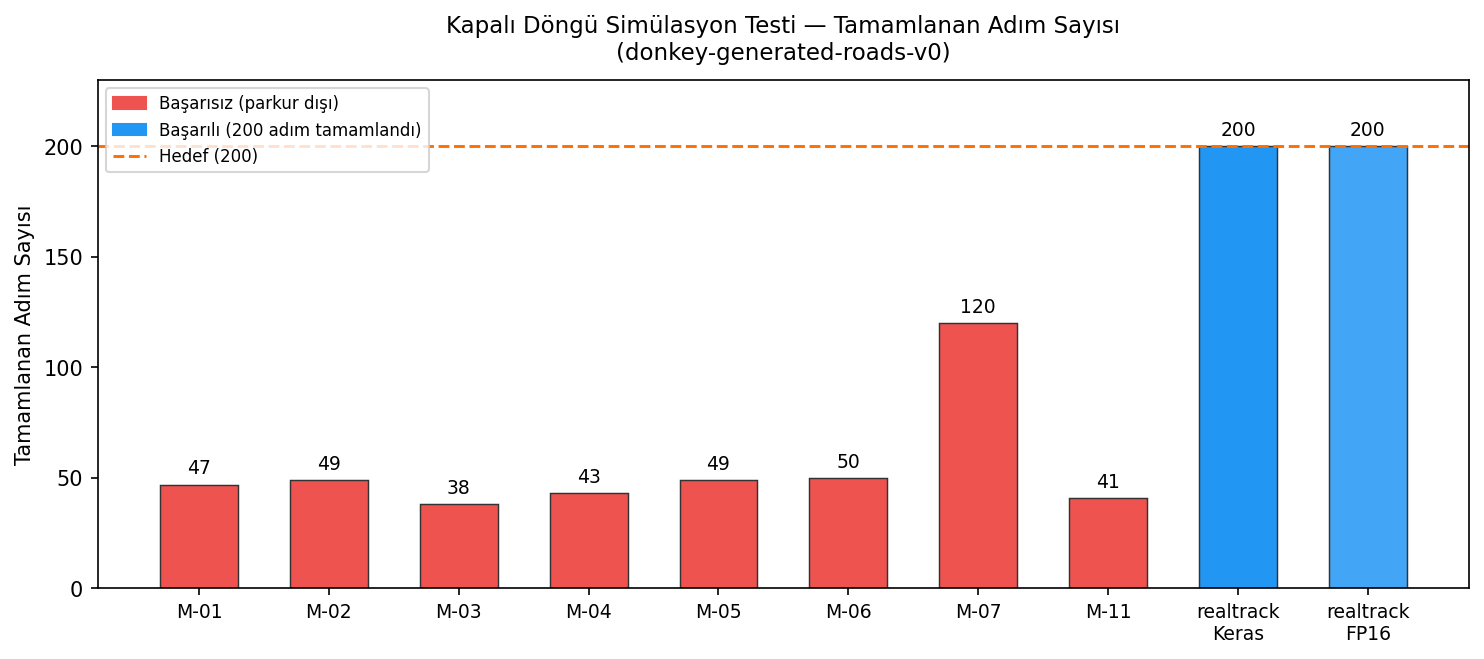 Kapalı Döngü Simülasyon Testi — Tamamlanan Adım Sayısı
(donkey-generated-roads-v0)
Başarısız (parkur dışı)
Başarılı (200 adım tamamlandı)
Hedef (200)
Tamamlanan Adım Sayısı
200
150
100
50
0
47
49
38
43
49
50
120
41
200
200
M-01
M-02
M-03
M-04
M-05
M-06
M-07
M-11
realtrack
Keras
realtrack
FP16